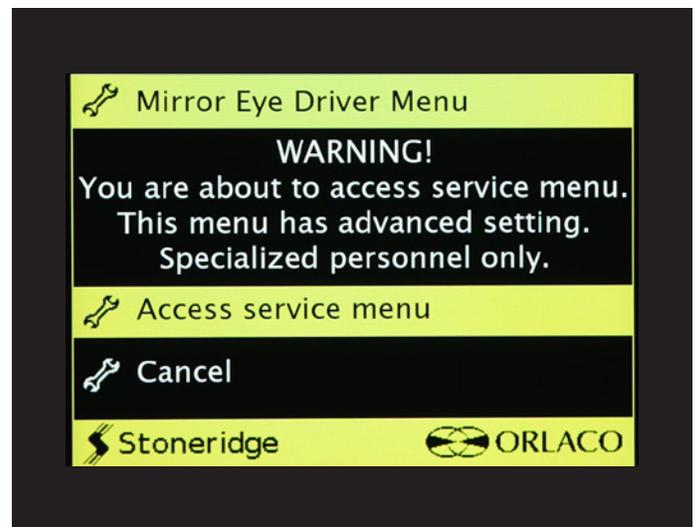 Mirror Eye Driver Menu
WARNING!
You are about to access service menu.
This menu has advanced setting.
Specialized personnel only.
Access service menu
Cancel
Stoneridge ORLACO